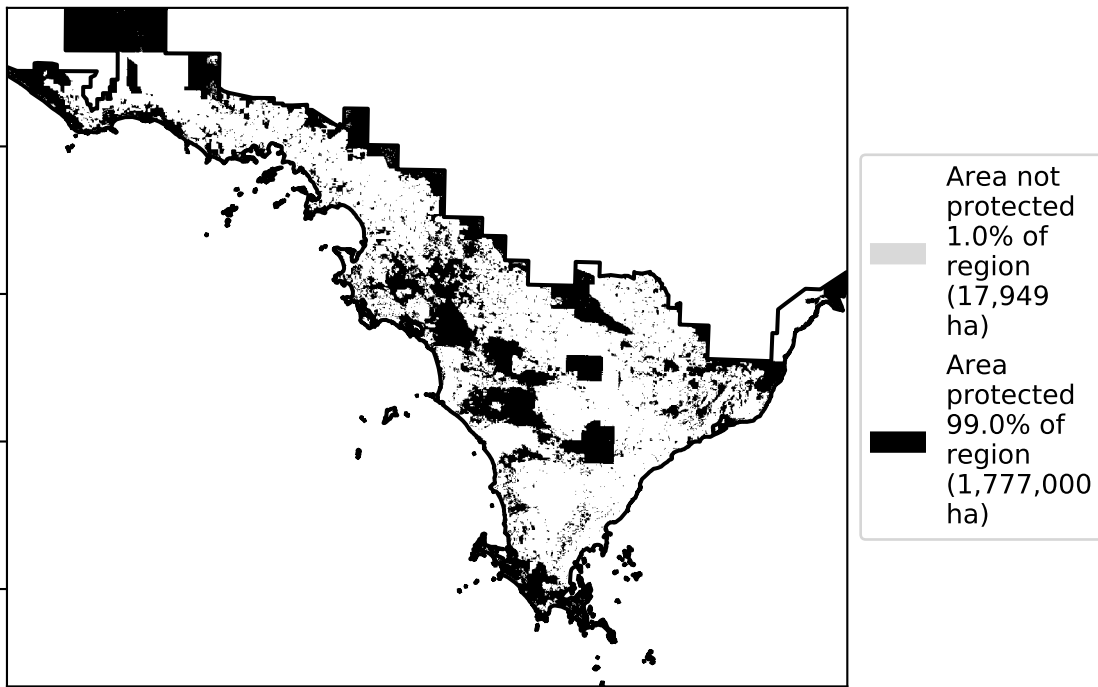 Area not
protected
1.0% of
region
(17,949
ha)
Area
protected
99.0% of
region
(1,777,000
ha)